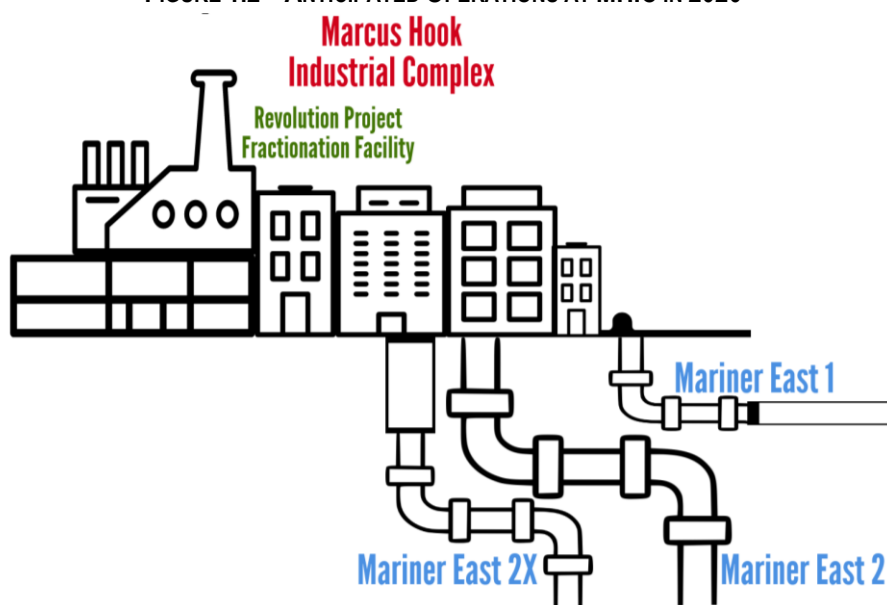 Marcus Hook
Industrial Complex
Revolution Project
Fractionation Facility
Mariner East 1
Mariner East 2X
Mariner East 2